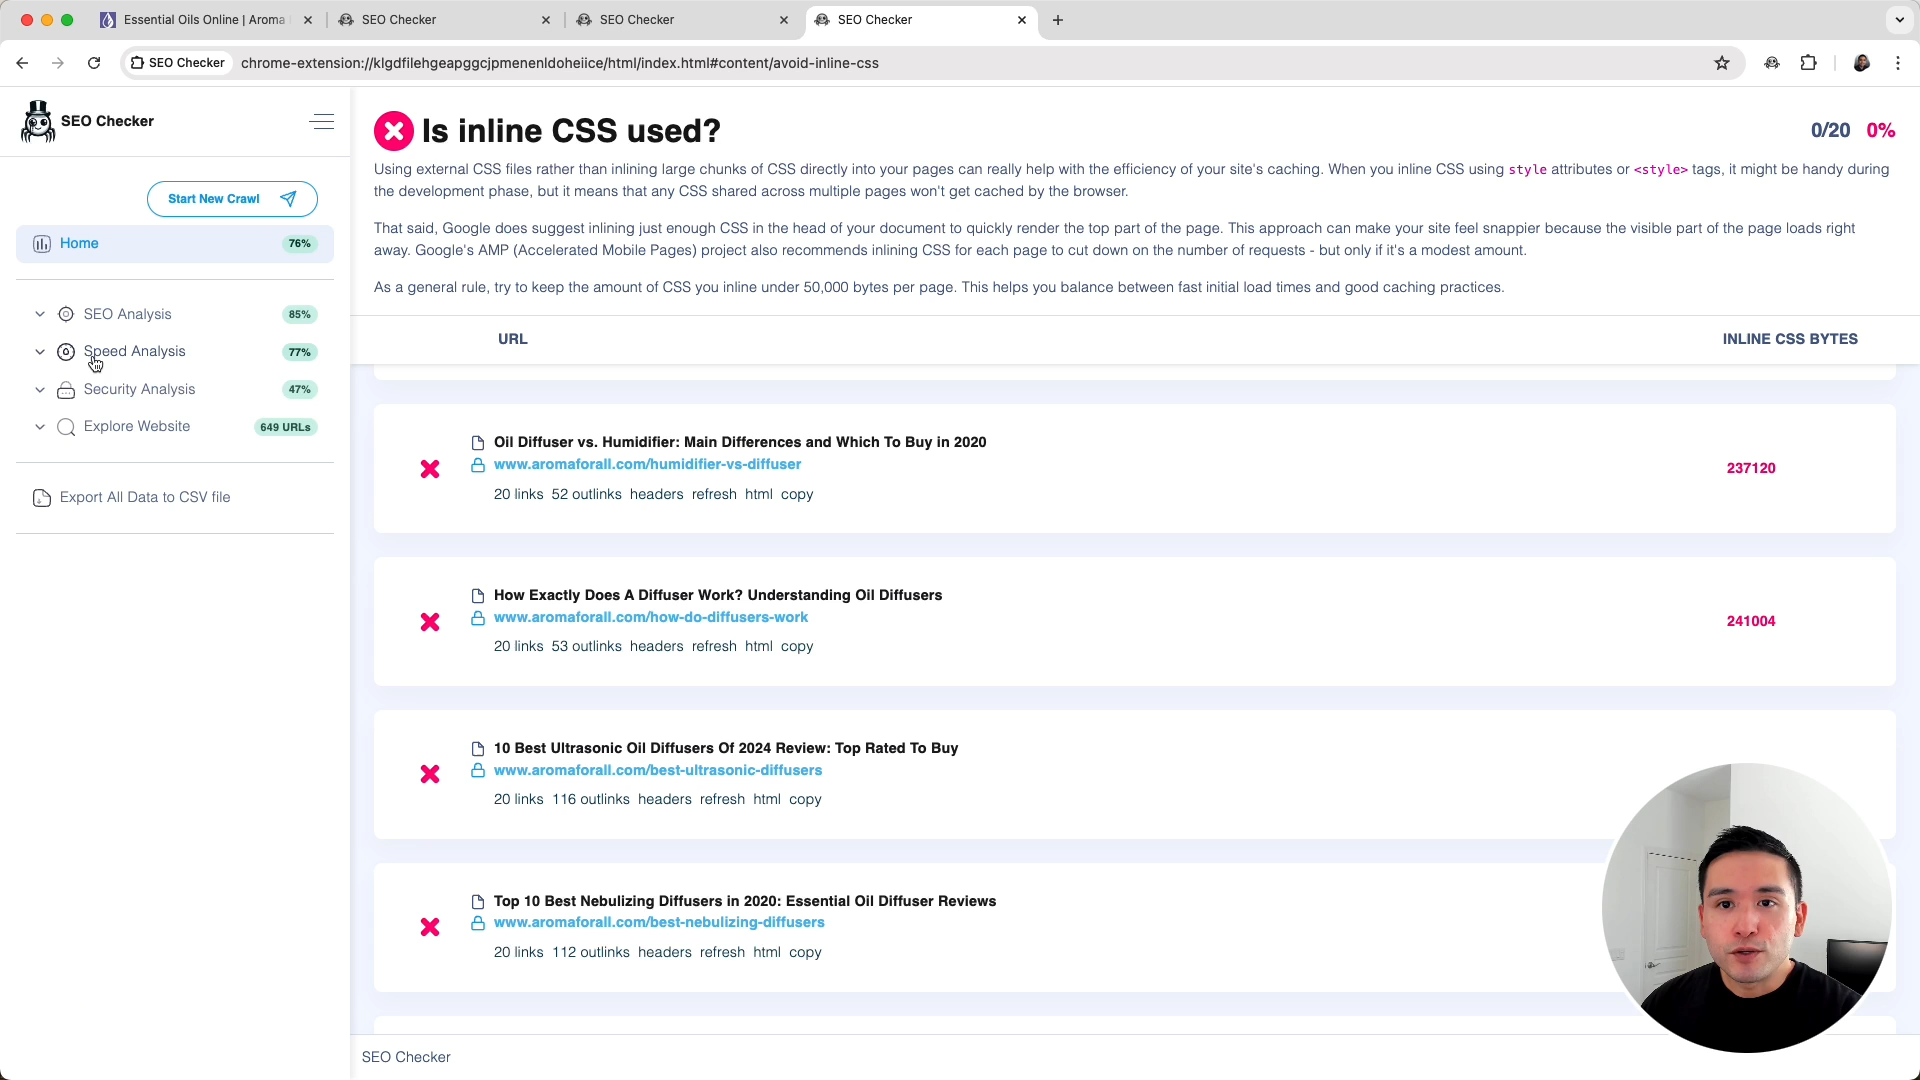 Essential Oils Online | Aroma
SEO Checker
SEO Checker
SEO Checker
SEO Checker
chrome-extension://klgdfilehgeapggcjpmenenldoheiice/html/index.html#content/avoid-inline-css
SEO Checker
Start New Crawl
Home
76%
SEO Analysis
85%
Speed Analysis
77%
Security Analysis
47%
Explore Website
649 URLs
Export All Data to CSV file
Is inline CSS used?
0/20 0%
Using external CSS files rather than inlining large chunks of CSS directly into your pages can really help with the efficiency of your site's caching. When you inline CSS using style attributes or <style> tags, it might be handy during
the development phase, but it means that any CSS shared across multiple pages won't get cached by the browser.
That said, Google does suggest inlining just enough CSS in the head of your document to quickly render the top part of the page. This approach can make your site feel snappier because the visible part of the page loads right
away. Google's AMP (Accelerated Mobile Pages) project also recommends inlining CSS for each page to cut down on the number of requests - but only if it's a modest amount.
As a general rule, try to keep the amount of CSS you inline under 50,000 bytes per page. This helps you balance between fast initial load times and good caching practices.
URL
INLINE CSS BYTES
Oil Diffuser vs. Humidifier: Main Differences and Which To Buy in 2020
www.aromaforall.com/humidifier-vs-diffuser
237120
20 links 52 outlinks headers refresh html copy
How Exactly Does A Diffuser Work? Understanding Oil Diffusers
www.aromaforall.com/how-do-diffusers-work
241004
20 links 53 outlinks headers refresh html copy
10 Best Ultrasonic Oil Diffusers Of 2024 Review: Top Rated To Buy
www.aromaforall.com/best-ultrasonic-diffusers
20 links 116 outlinks headers refresh html copy
Top 10 Best Nebulizing Diffusers in 2020: Essential Oil Diffuser Reviews
www.aromaforall.com/best-nebulizing-diffusers
20 links 112 outlinks headers refresh html copy
SEO Checker